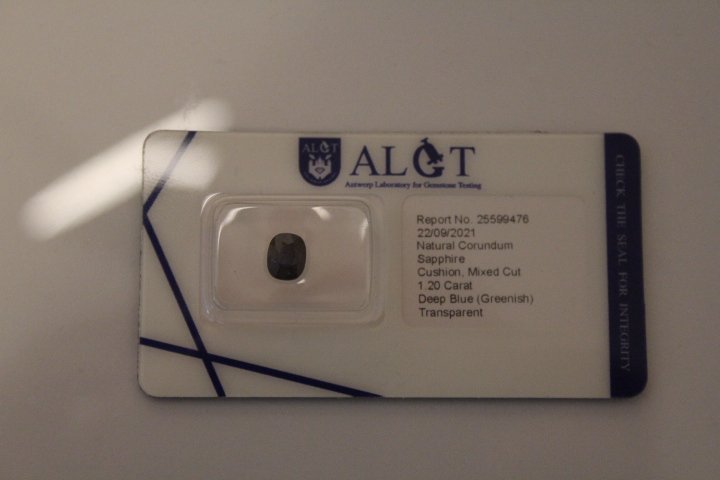 ALGT
ALGT
Antwerp Laboratory for Gemstone Testing
Report No. 25599476
22/09/2021
Natural Corundum
Sapphire
Cushion, Mixed Cut
1.20 Carat
Deep Blue (Greenish)
Transparent
CHECK THE SEAL FOR INTEGRITY